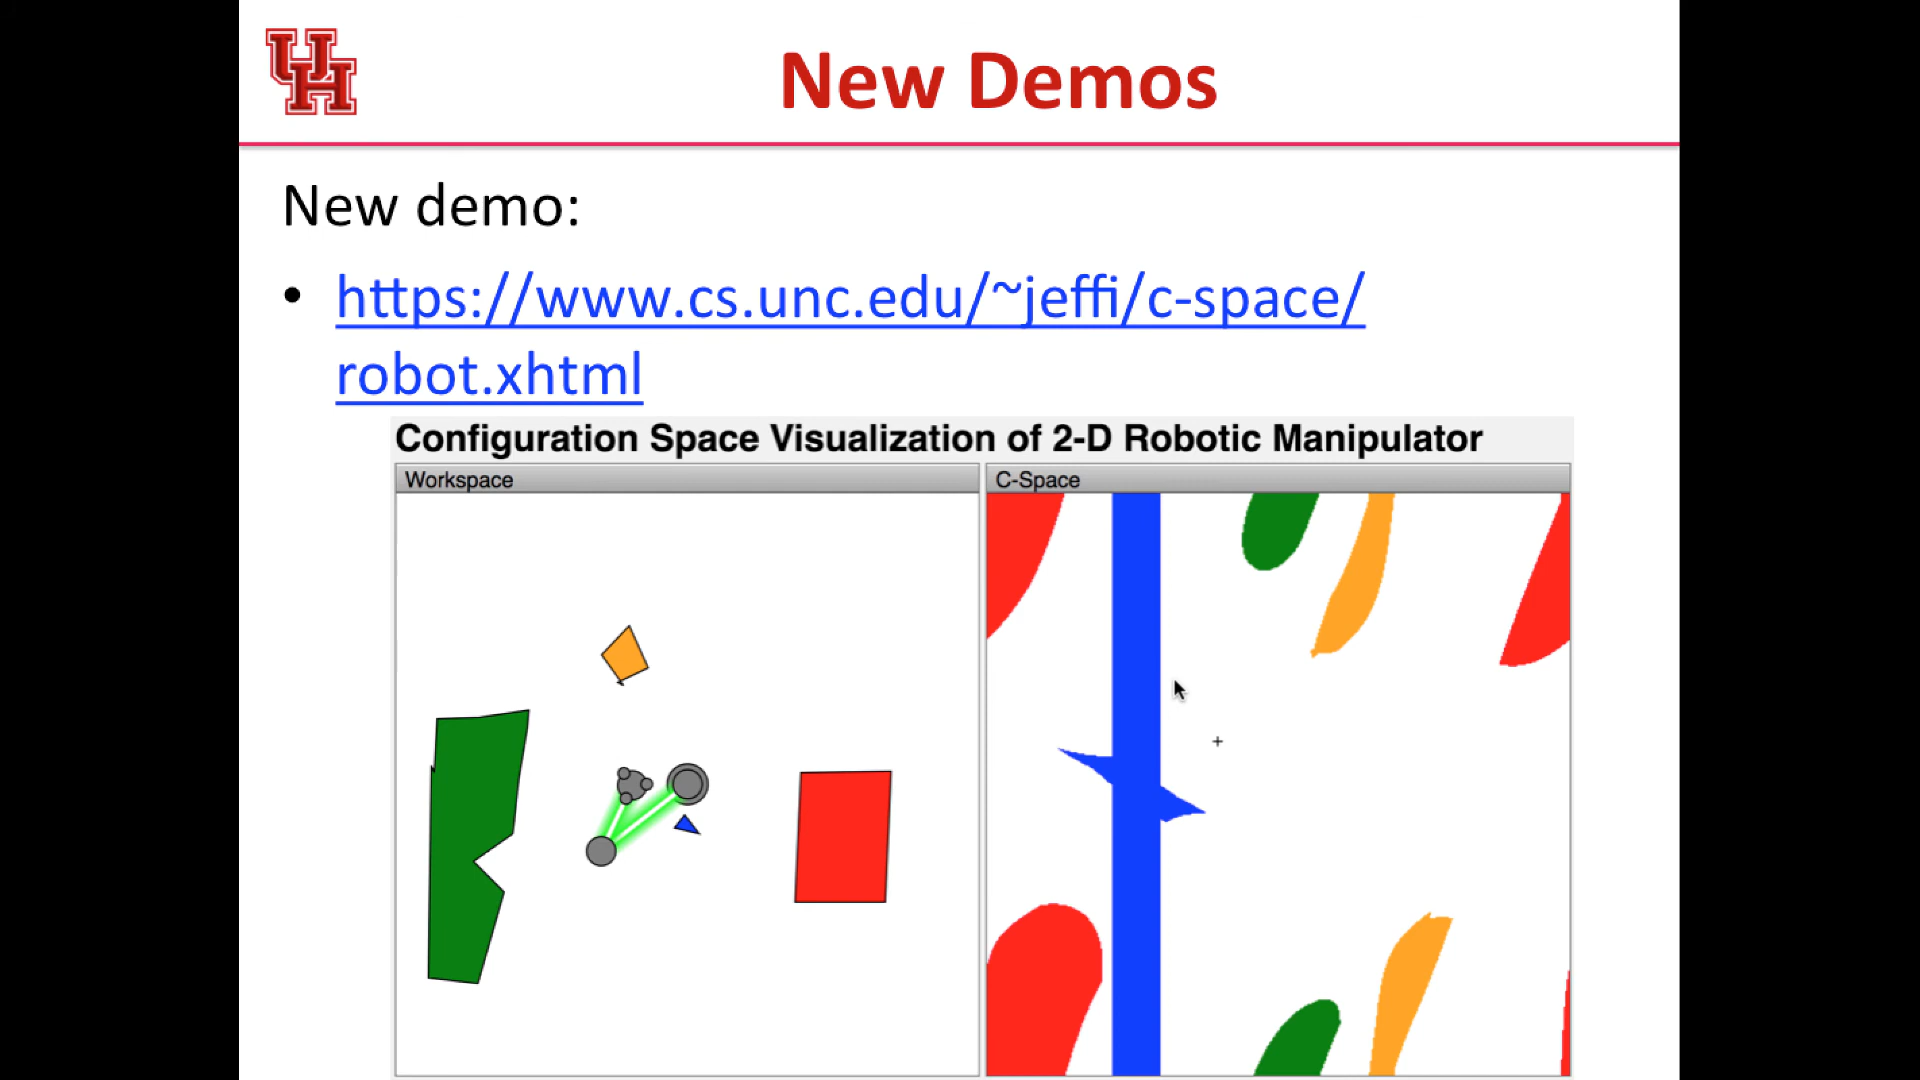 UH
New Demos
New demo:
• https://www.cs.unc.edu/~jeffi/c-space/
robot.xhtml
Configuration Space Visualization of 2-D Robotic Manipulator
Workspace
C-Space